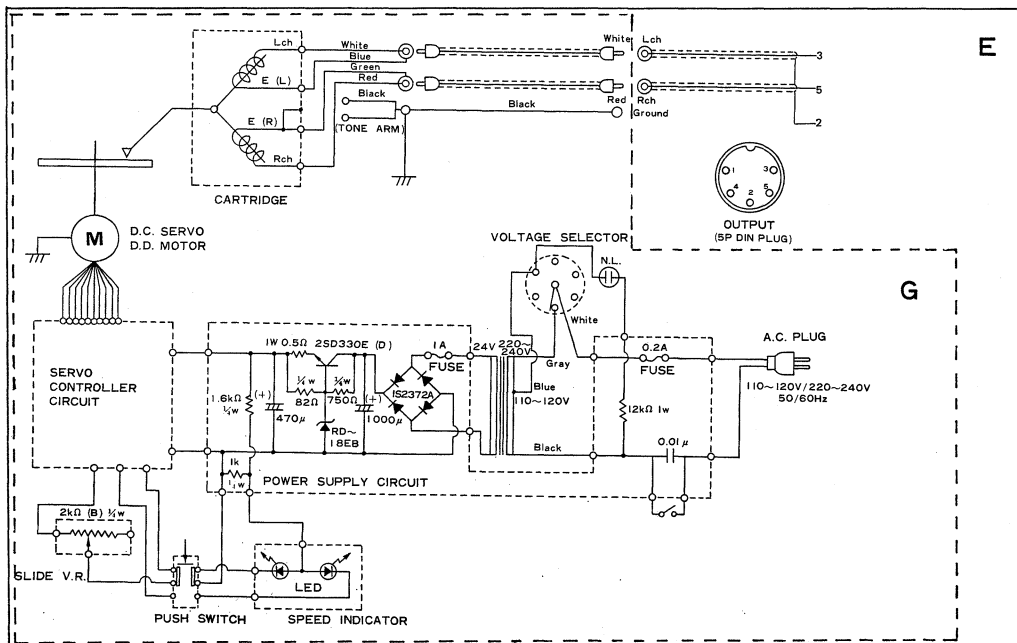 E
Lch
White
White
Lch
3
Blue
E (L)
Green
Red
5
Black
Black
Red
Rch
Ground
2
E (R)
(TONE ARM)
Rch
CARTRIDGE
1
3
4
5
2
OUTPUT
(5P DIN PLUG)
M
D.C. SERVO
D.D. MOTOR
VOLTAGE SELECTOR
N.L.
G
White
A.C. PLUG
1W 0.5Ω
2SD330E (D)
1A
FUSE
24V
220~
240V
Gray
0.2A
FUSE
110~120V/220~240V
50/60Hz
SERVO
CONTROLLER
CIRCUIT
1.6kΩ
¼w
(+)
470μ
¼w
82Ω
¼w
750Ω
(+)
1000μ
1S2372A
RD~
18EB
Blue
110~120V
12kΩ 1w
0.01μ
Black
1k
POWER SUPPLY CIRCUIT
2kΩ (B) ¼w
SLIDE V.R.
LED
PUSH SWITCH
SPEED INDICATOR